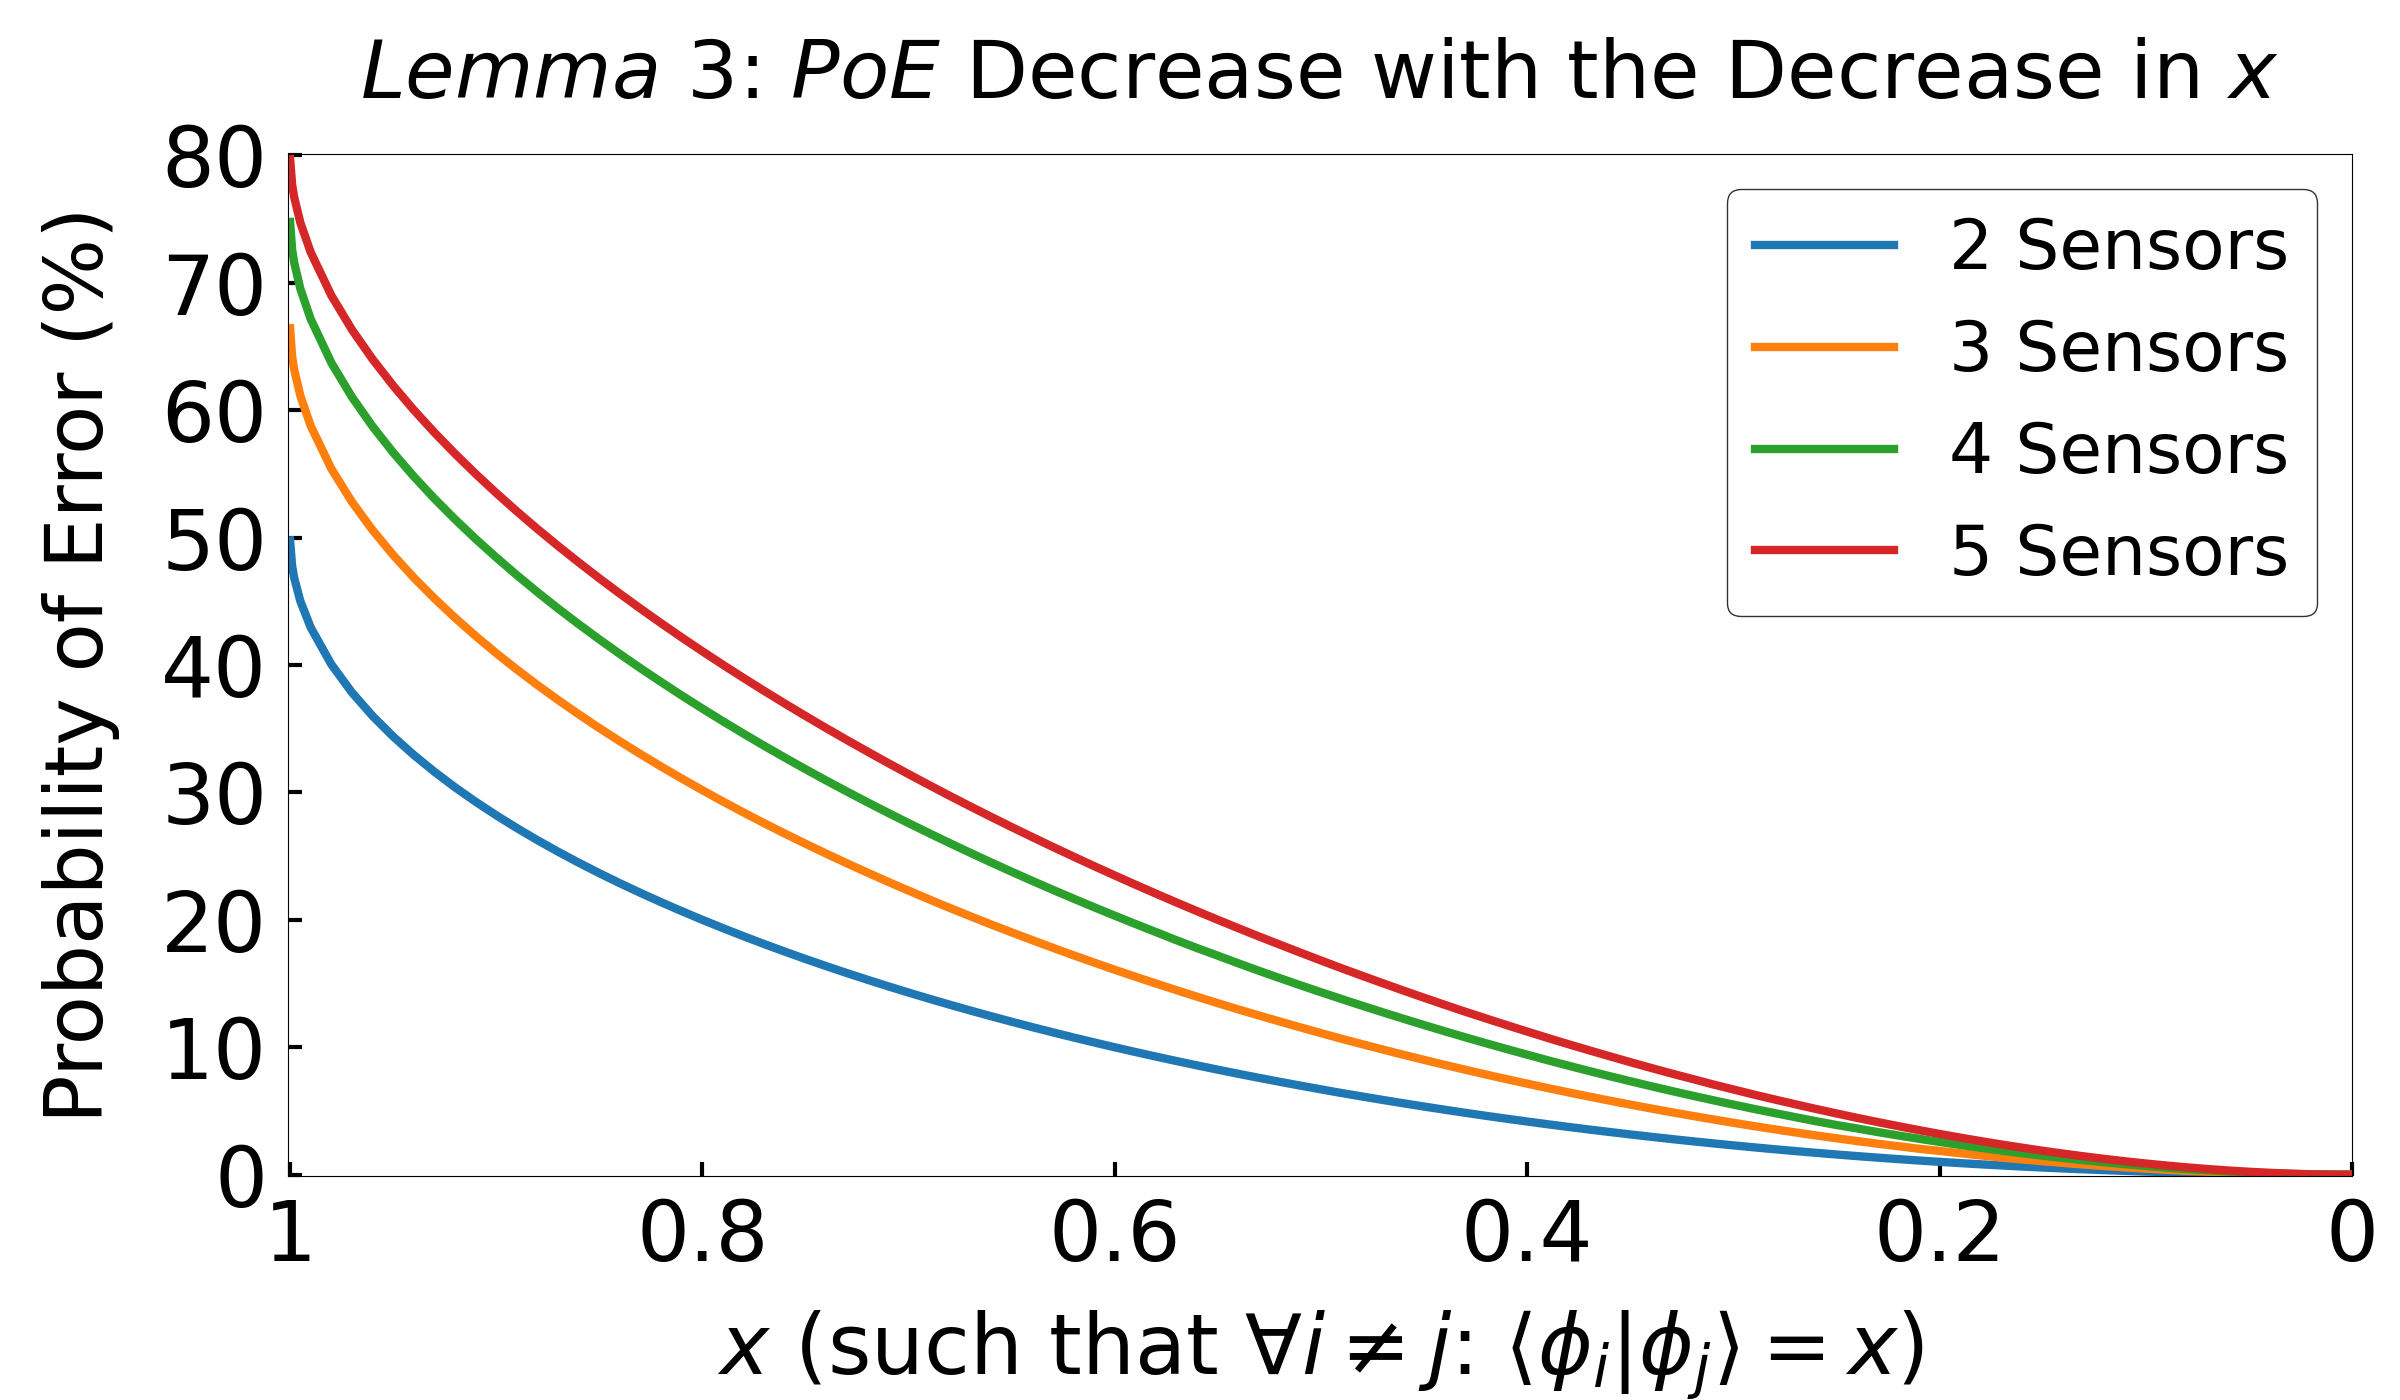 Lemma 3: PoE Decrease with the Decrease in x
Probability of Error (%)
80
70
60
50
40
30
20
10
0
2 Sensors
3 Sensors
4 Sensors
5 Sensors
1 0.8 0.6 0.4 0.2 0
x (such that ∀i ≠ j: ⟨ϕᵢ|ϕⱼ⟩ = x)